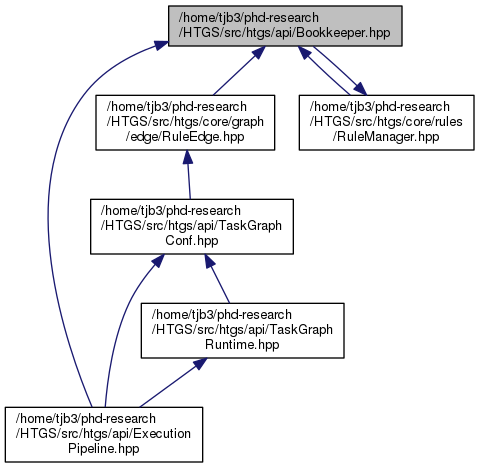 /home/tjb3/phd-research
/HTGS/src/htgs/api/Bookkeeper.hpp
/home/tjb3/phd-research
/HTGS/src/htgs/core/graph
/edge/RuleEdge.hpp
/home/tjb3/phd-research
/HTGS/src/htgs/core/rules
/RuleManager.hpp
/home/tjb3/phd-research
/HTGS/src/htgs/api/TaskGraph
Conf.hpp
/home/tjb3/phd-research
/HTGS/src/htgs/api/TaskGraph
Runtime.hpp
/home/tjb3/phd-research
/HTGS/src/htgs/api/Execution
Pipeline.hpp